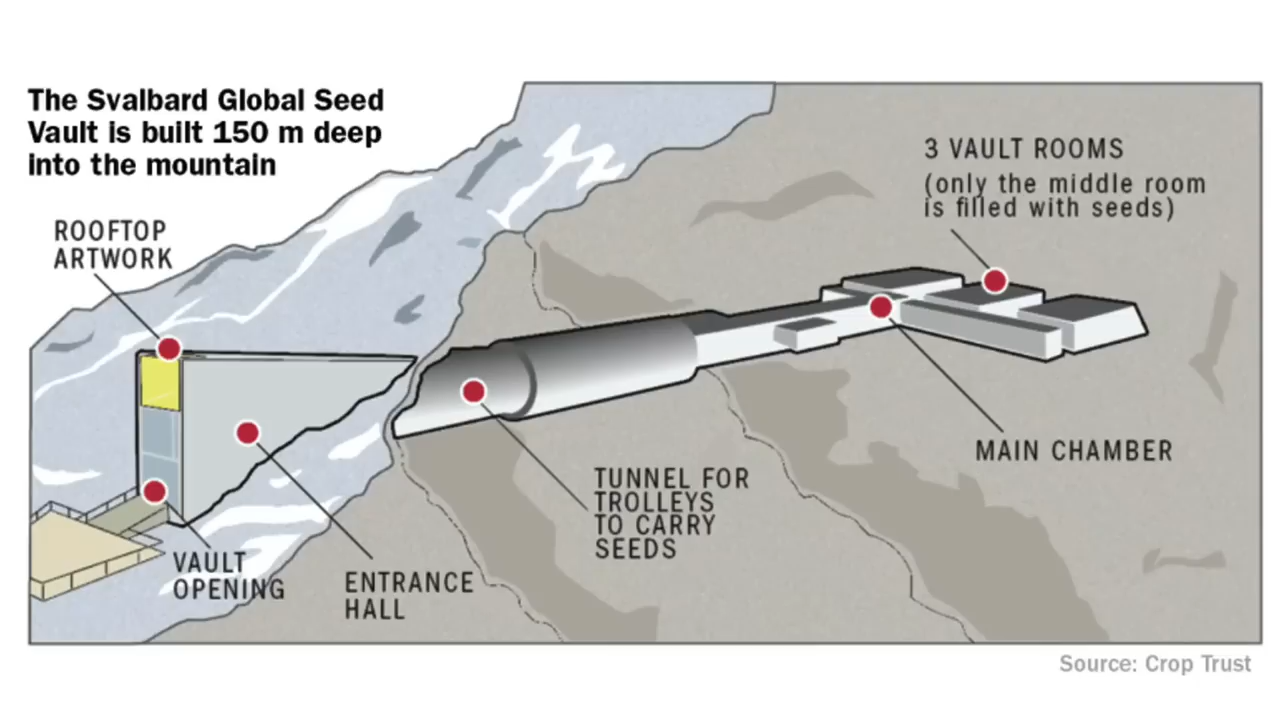 The Svalbard Global Seed
Vault is built 150 m deep
into the mountain
ROOFTOP
ARTWORK
3 VAULT ROOMS
(only the middle room
is filled with seeds)
MAIN CHAMBER
TUNNEL FOR
TROLLEYS
TO CARRY
SEEDS
VAULT
OPENING
ENTRANCE
HALL
Source: Crop Trust